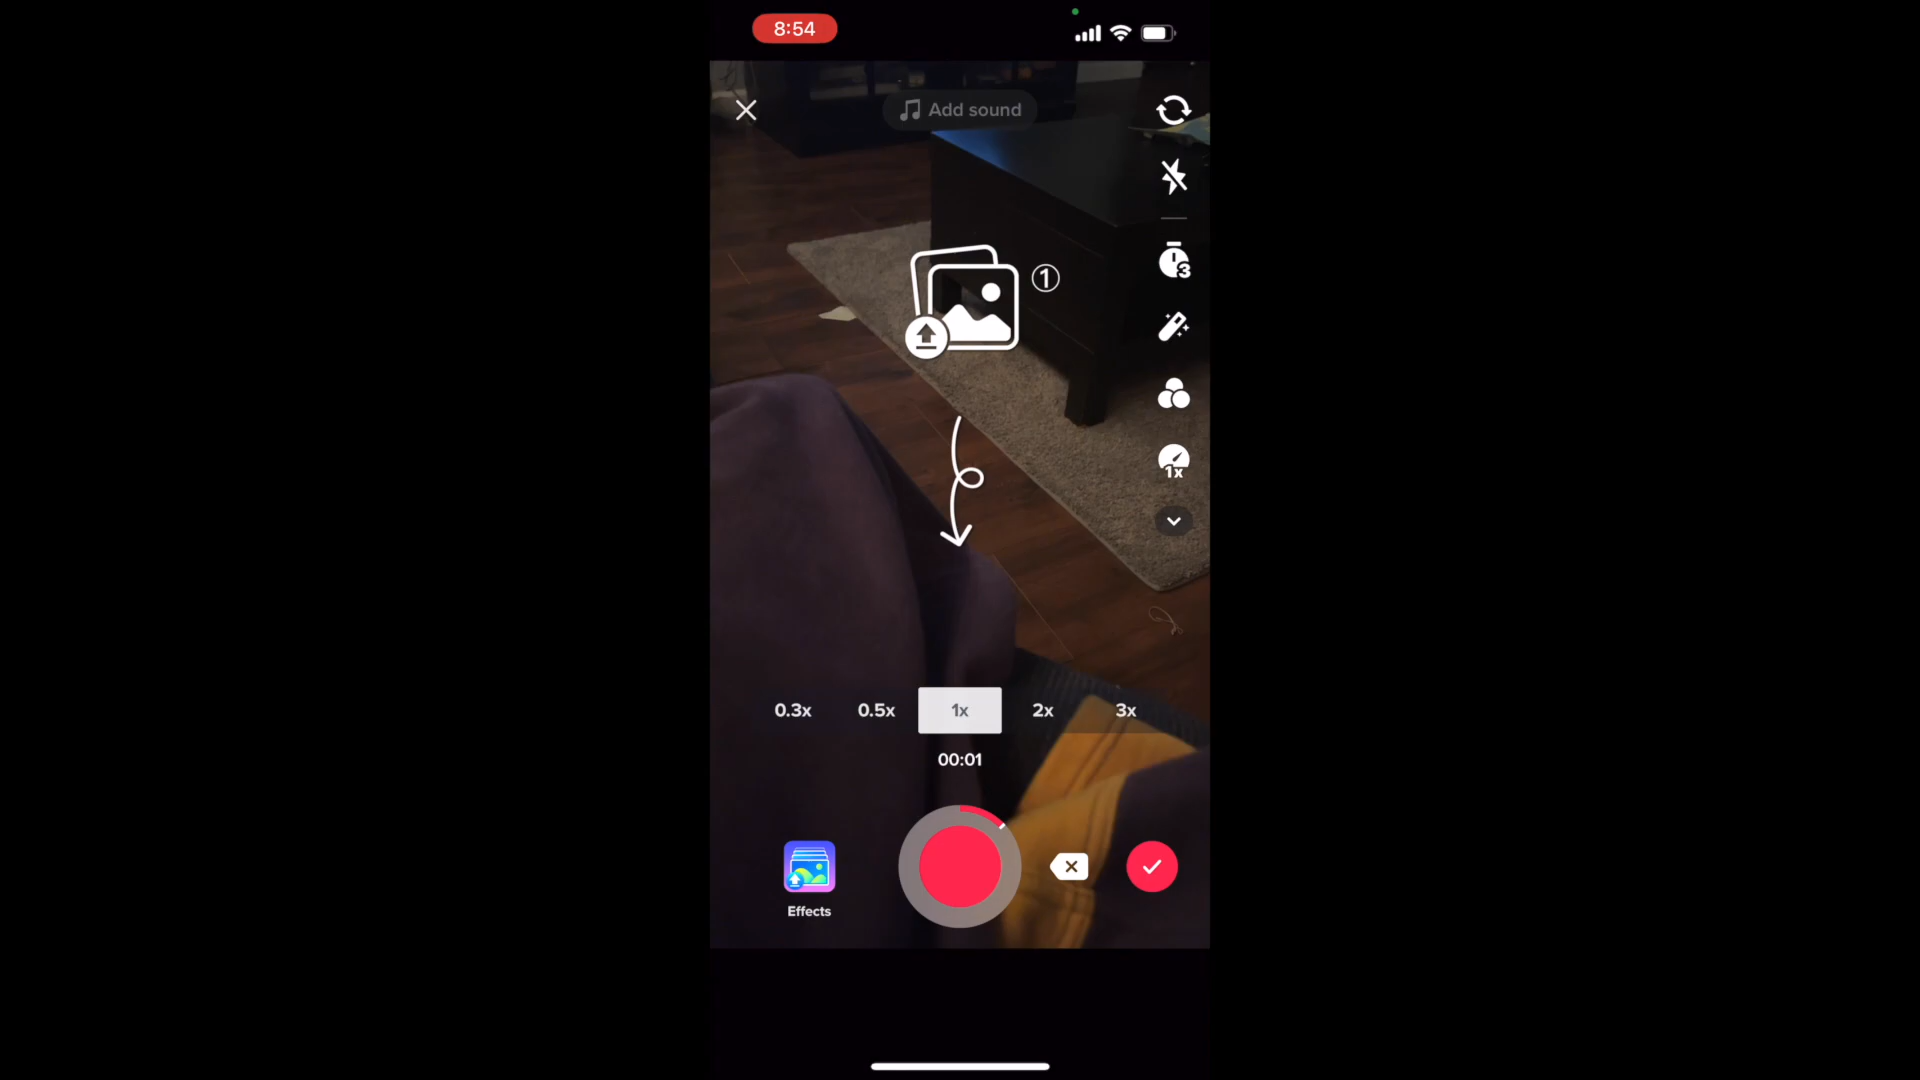 8:54
Add sound
①
3
1x
0.3x 0.5x 1x 2x 3x
00:01
Effects